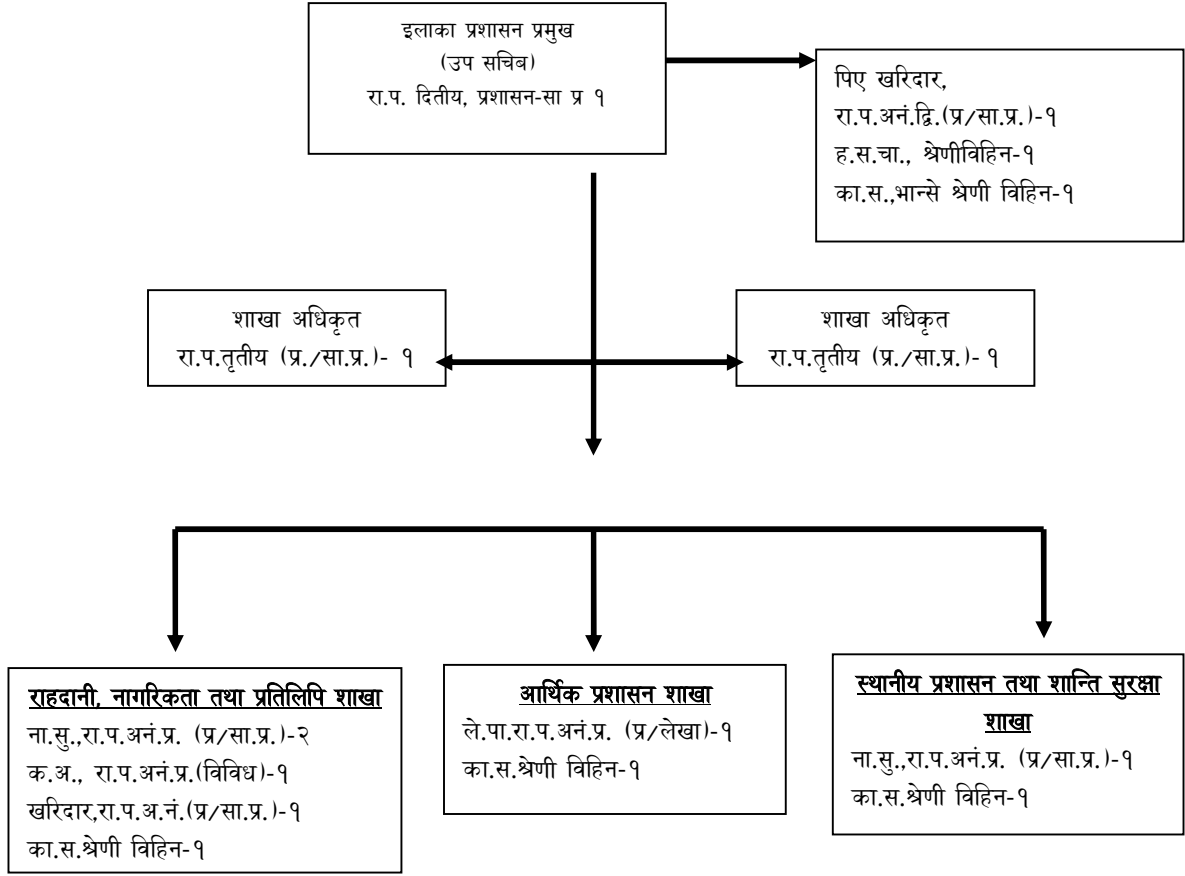 इलाका प्रशासन प्रमुख
(उप सचिब)
रा.प. दितीय, प्रशासन-सा प्र १
पिए खरिदार,
रा.प.अनं.द्वि.(प्र/सा.प्र.)-१
ह.स.चा., श्रेणीविहिन-१
का.स.,भान्से श्रेणी विहिन-१
शाखा अधिकृत
रा.प.तृतीय (प्र./सा.प्र.)- १
शाखा अधिकृत
रा.प.तृतीय (प्र./सा.प्र.)- १
राहदानी, नागरिकता तथा प्रतिलिपि शाखा
ना.सु.,रा.प.अनं.प्र. (प्र/सा.प्र.)-२
क.अ., रा.प.अनं.प्र.(विविध)-१
खरिदार,रा.प.अ.नं.(प्र/सा.प्र.)-१
का.स.श्रेणी विहिन-१
आर्थिक प्रशासन शाखा
ले.पा.रा.प.अनं.प्र. (प्र/लेखा)-१
का.स.श्रेणी विहिन-१
स्थानीय प्रशासन तथा शान्ति सुरक्षा
शाखा
ना.सु.,रा.प.अनं.प्र. (प्र/सा.प्र.)-१
का.स.श्रेणी विहिन-१